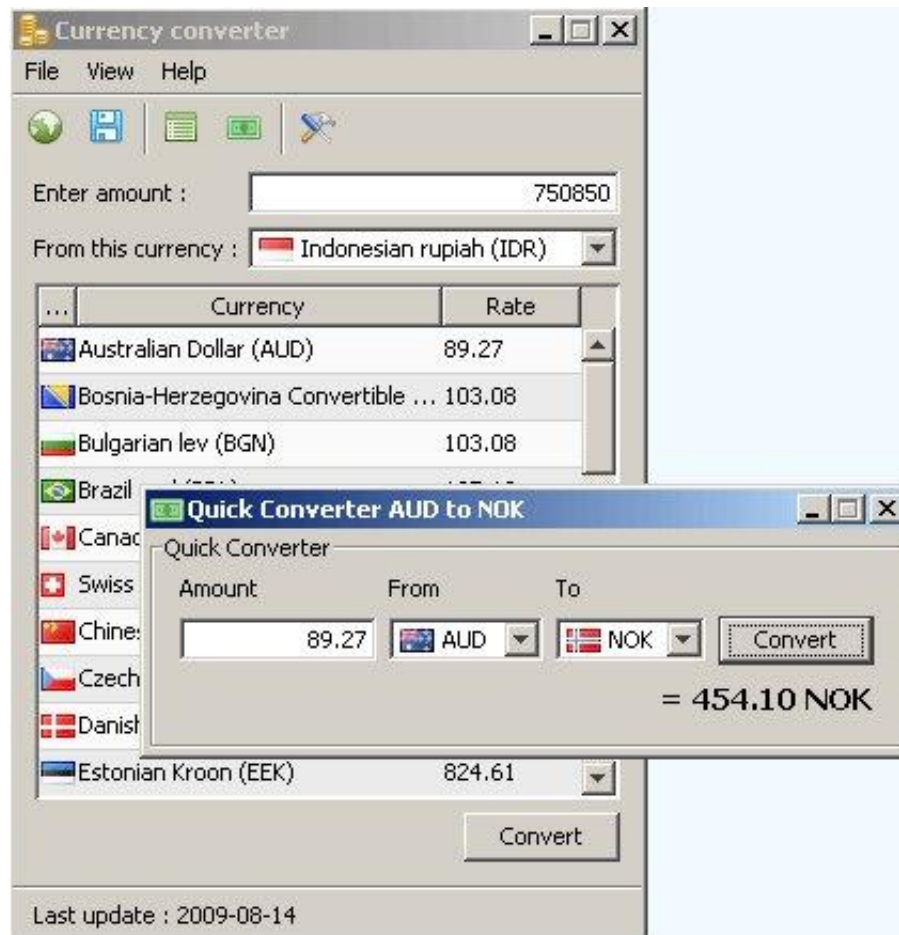 Currency converter
File View Help
Enter amount : 750850
From this currency : Indonesian rupiah (IDR)
... Currency Rate
Australian Dollar (AUD) 89.27
Bosnia-Herzegovina Convertible ... 103.08
Bulgarian lev (BGN) 103.08
Brazil
Quick Converter AUD to NOK
Quick Converter
Swiss
Amount From To
89.27 AUD NOK Convert
Czech
= 454.10 NOK
Estonian Kroon (EEK) 824.61
Convert
Last update : 2009-08-14